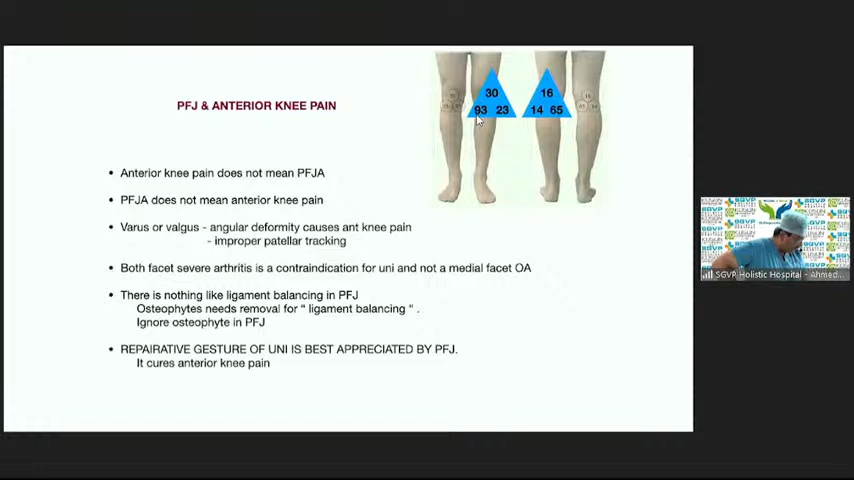 PFJ & ANTERIOR KNEE PAIN
30
93 23
16
14 65
• Anterior knee pain does not mean PFJA
• PFJA does not mean anterior knee pain
• Varus or valgus - angular deformity causes ant knee pain
- improper patellar tracking
• Both facet severe arthritis is a contraindication for uni and not a medial facet OA
• There is nothing like ligament balancing in PFJ
Osteophytes needs removal for “ ligament balancing “ .
Ignore osteophyte in PFJ
• REPAIRATIVE GESTURE OF UNI IS BEST APPRECIATED BY PFJ.
It cures anterior knee pain
SGVP
SGVP Holistic Hospital - Ahmed...